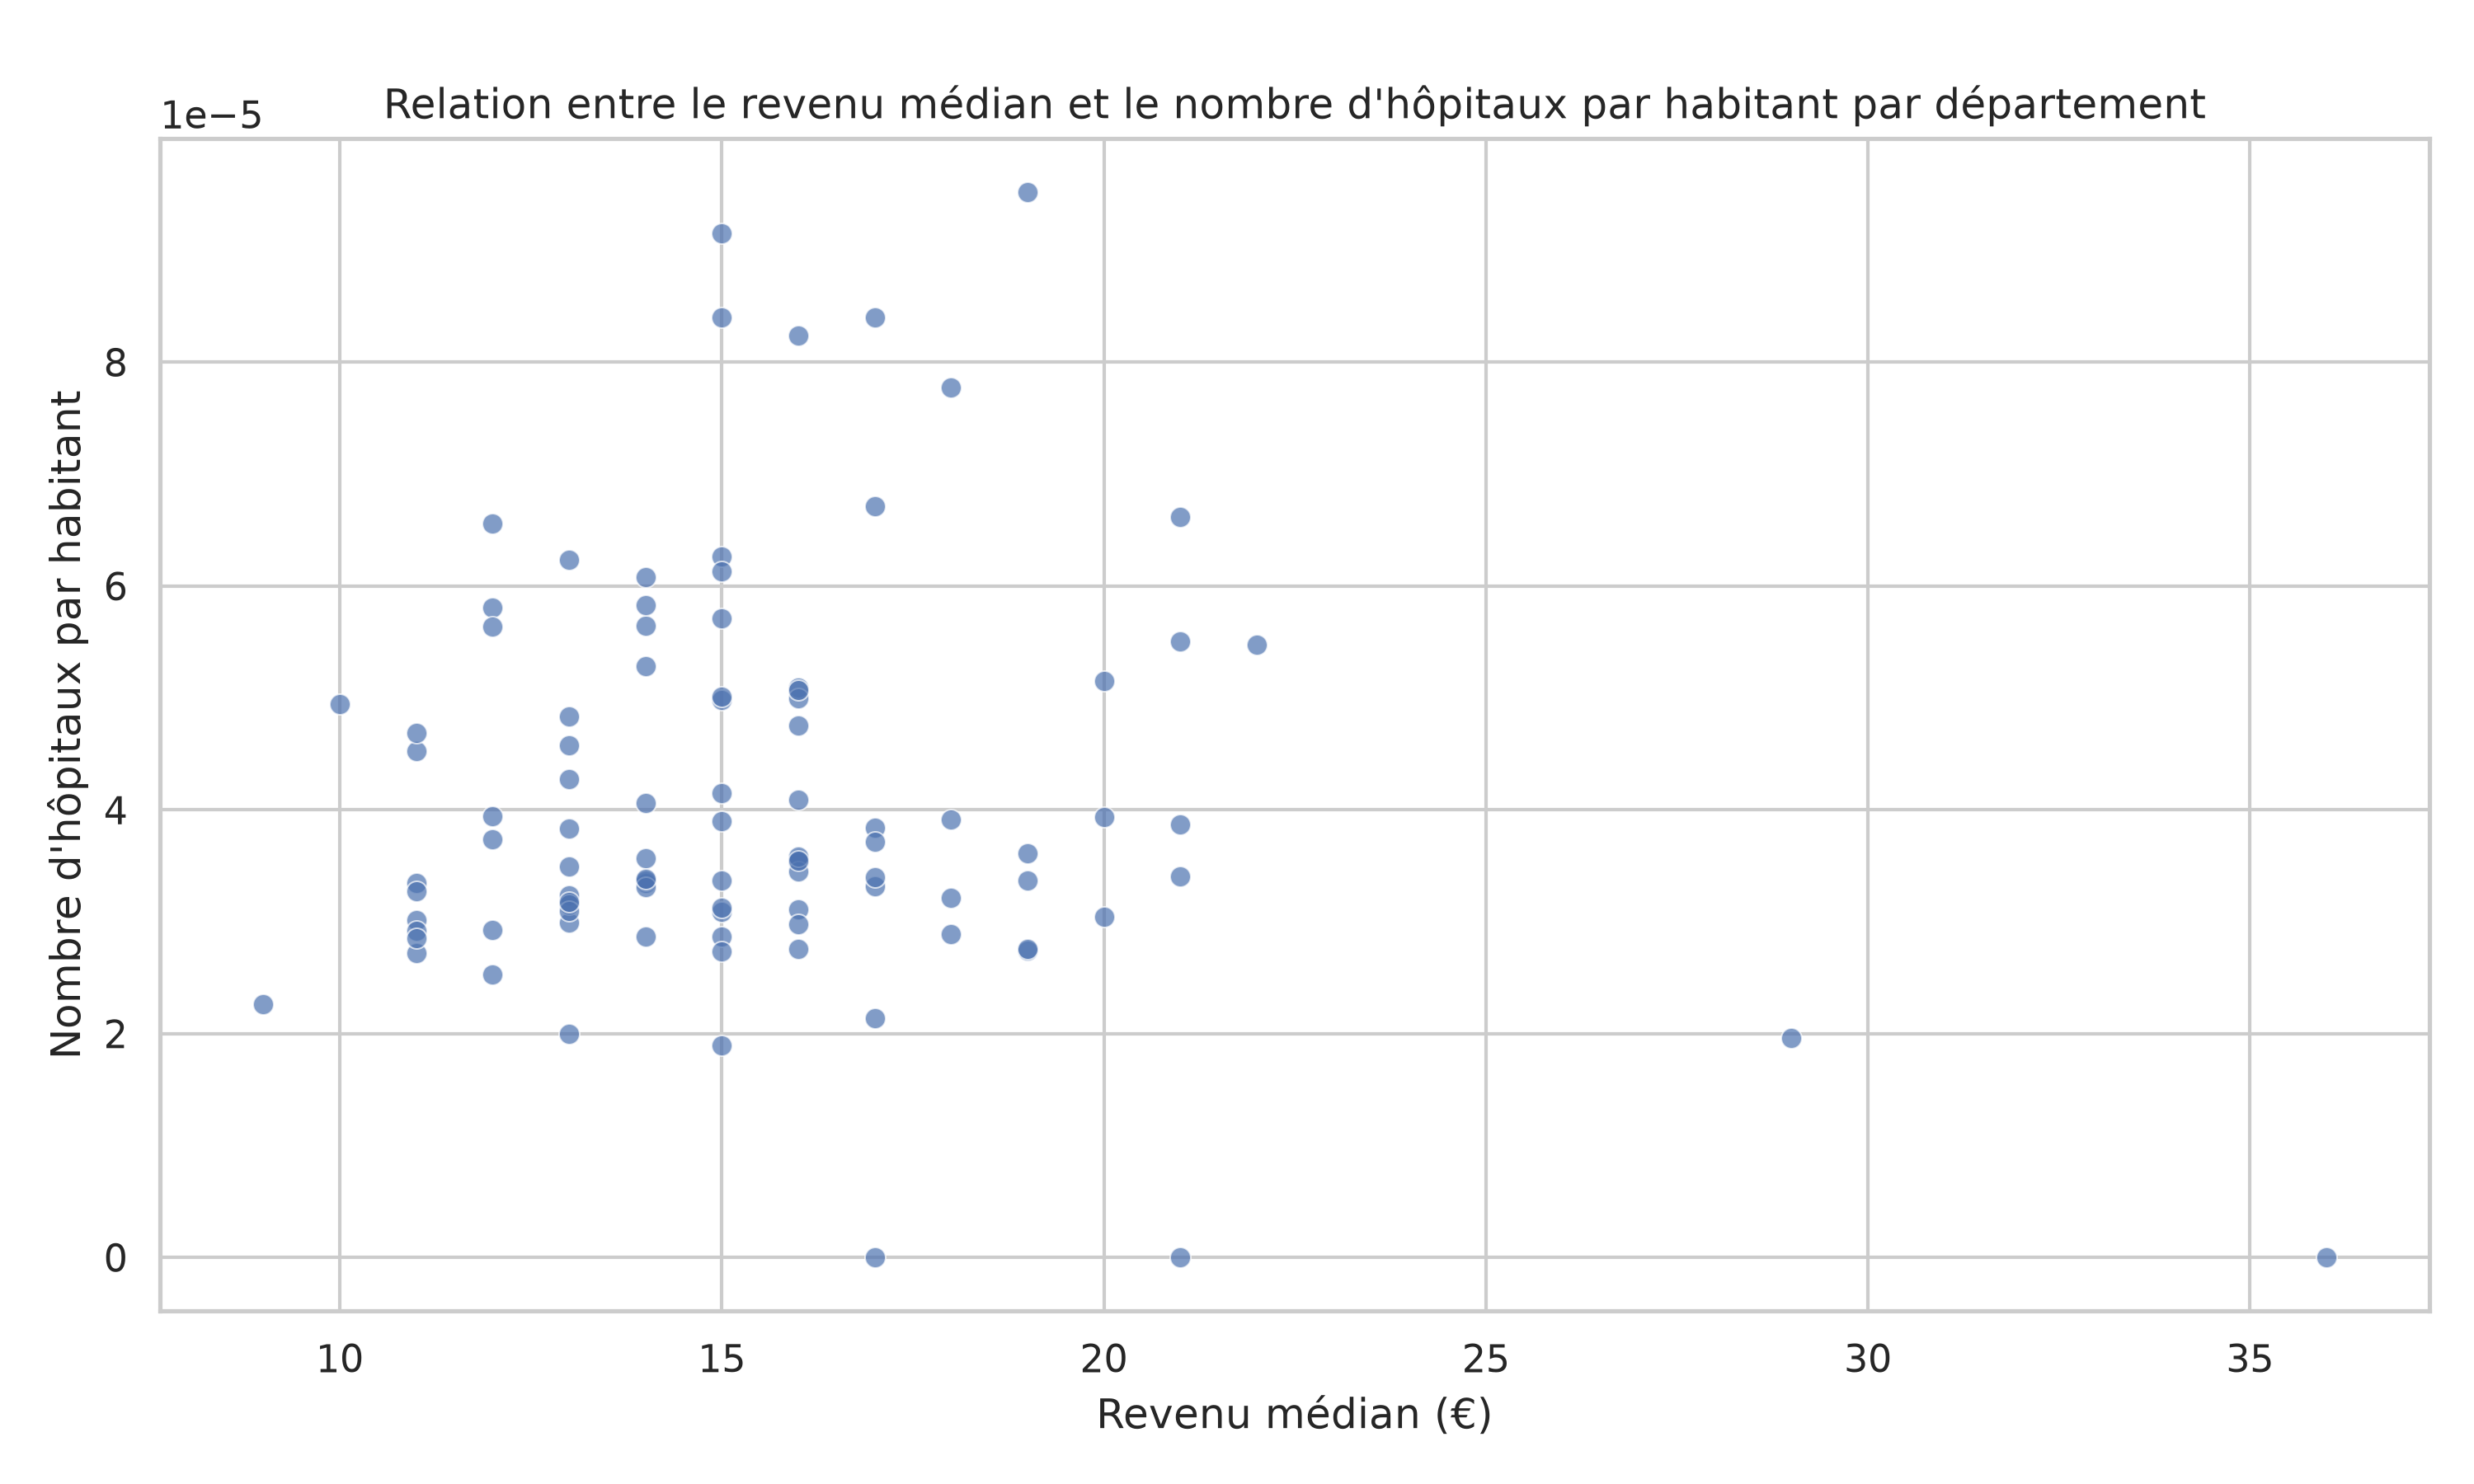 Relation entre le revenu médian et le nombre d'hôpitaux par habitant par département
1e−5
8
6
4
2
0
Nombre d'hôpitaux par habitant
10 15 20 25 30 35
Revenu médian (€)